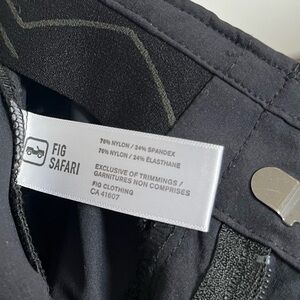 FIG
SAFARI
76% NYLON / 24% SPANDEX
76% NYLON / 24% ÉLASTHANE
EXCLUSIVE OF TRIMMINGS /
GARNITURES NON COMPRISES
FIG CLOTHING
CA 41607